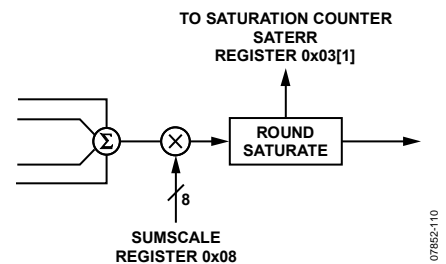 TO SATURATION COUNTER
SATERR
REGISTER 0x03[1]
Σ
×
ROUND
SATURATE
8
SUMSCALE
REGISTER 0x08
07852-110